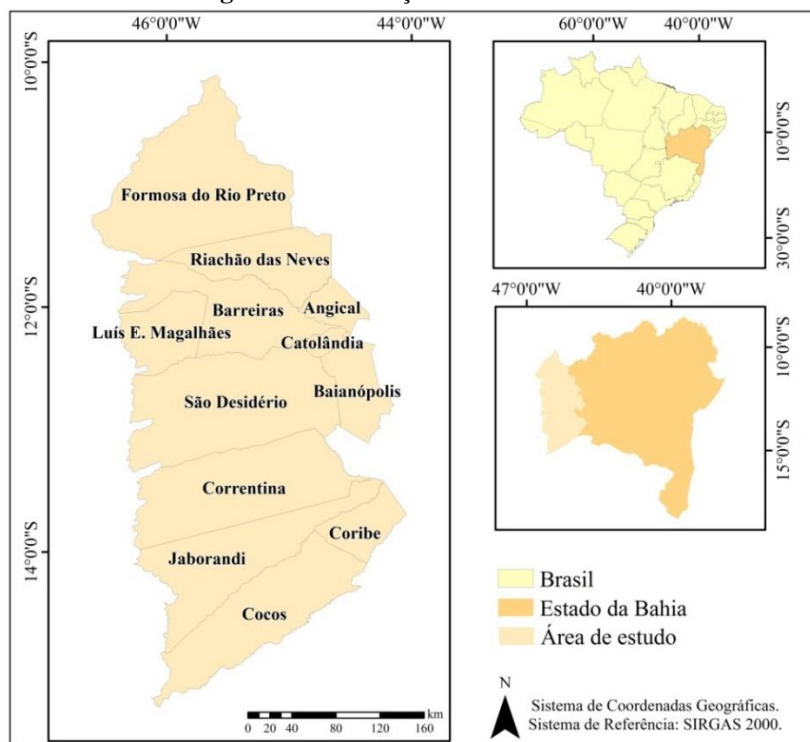 46°0'0"W
44°0'0"W
10°0'0"S
12°0'0"S
14°0'0"S
Formosa do Rio Preto
Riachão das Neves
Barreiras
Angical
Luís E. Magalhães
Catolândia
São Desidério
Baianópolis
Correntina
Coribe
Jaborandi
Cocos
km
0 10 20 40 80 120 160
60°0'0"W
40°0'0"W
10°0'0"S
30°0'0"S
47°0'0"W
40°0'0"W
10°0'0"S
15°0'0"S
Brasil
Estado da Bahia
Área de estudo
N
Sistema de Coordenadas Geográficas.
Sistema de Referência: SIRGAS 2000.